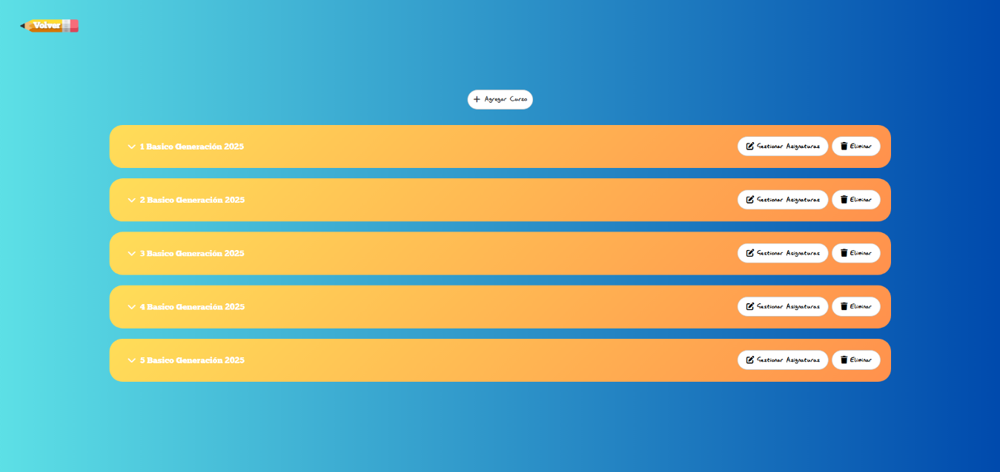 Volver
Agregar Curso
1 Basico Generación 2025 Gestionar Asignaturas Eliminar
2 Basico Generación 2025 Gestionar Asignaturas Eliminar
3 Basico Generación 2025 Gestionar Asignaturas Eliminar
4 Basico Generación 2025 Gestionar Asignaturas Eliminar
5 Basico Generación 2025 Gestionar Asignaturas Eliminar